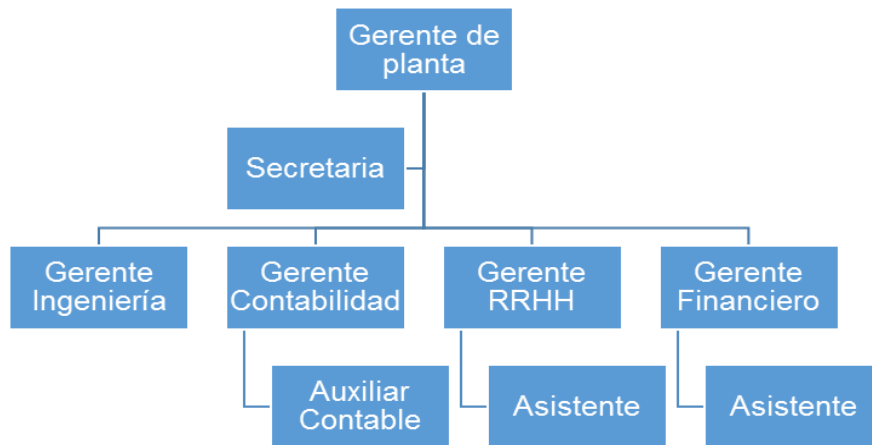 Gerente de
planta
Secretaria
Gerente
Ingeniería
Gerente
Contabilidad
Gerente
RRHH
Gerente
Financiero
Auxiliar
Contable
Asistente
Asistente